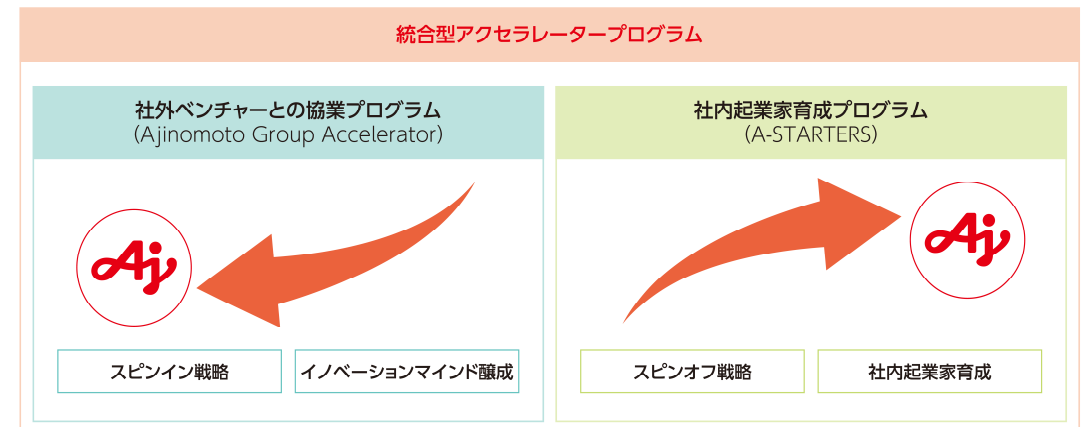 統合型アクセラレータープログラム
社外ベンチャーとの協業プログラム
(Ajinomoto Group Accelerator)
社内起業家育成プログラム
(A-STARTERS)
Aj
Aj
スピンイン戦略
イノベーションマインド醸成
スピンオフ戦略
社内起業家育成